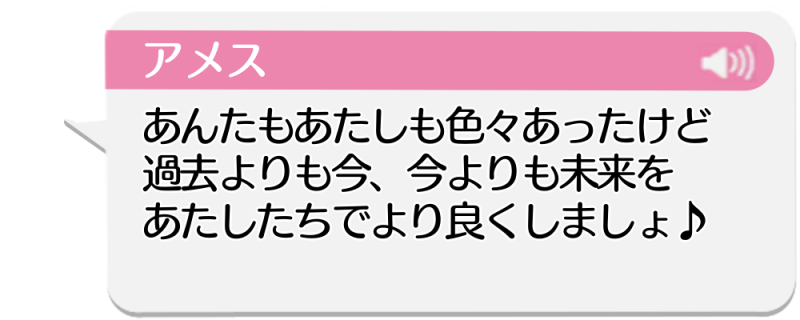 アメス
あんたもあたしも色々あったけど
過去よりも今、今よりも未来を
あたしたちでより良くしましょ♪